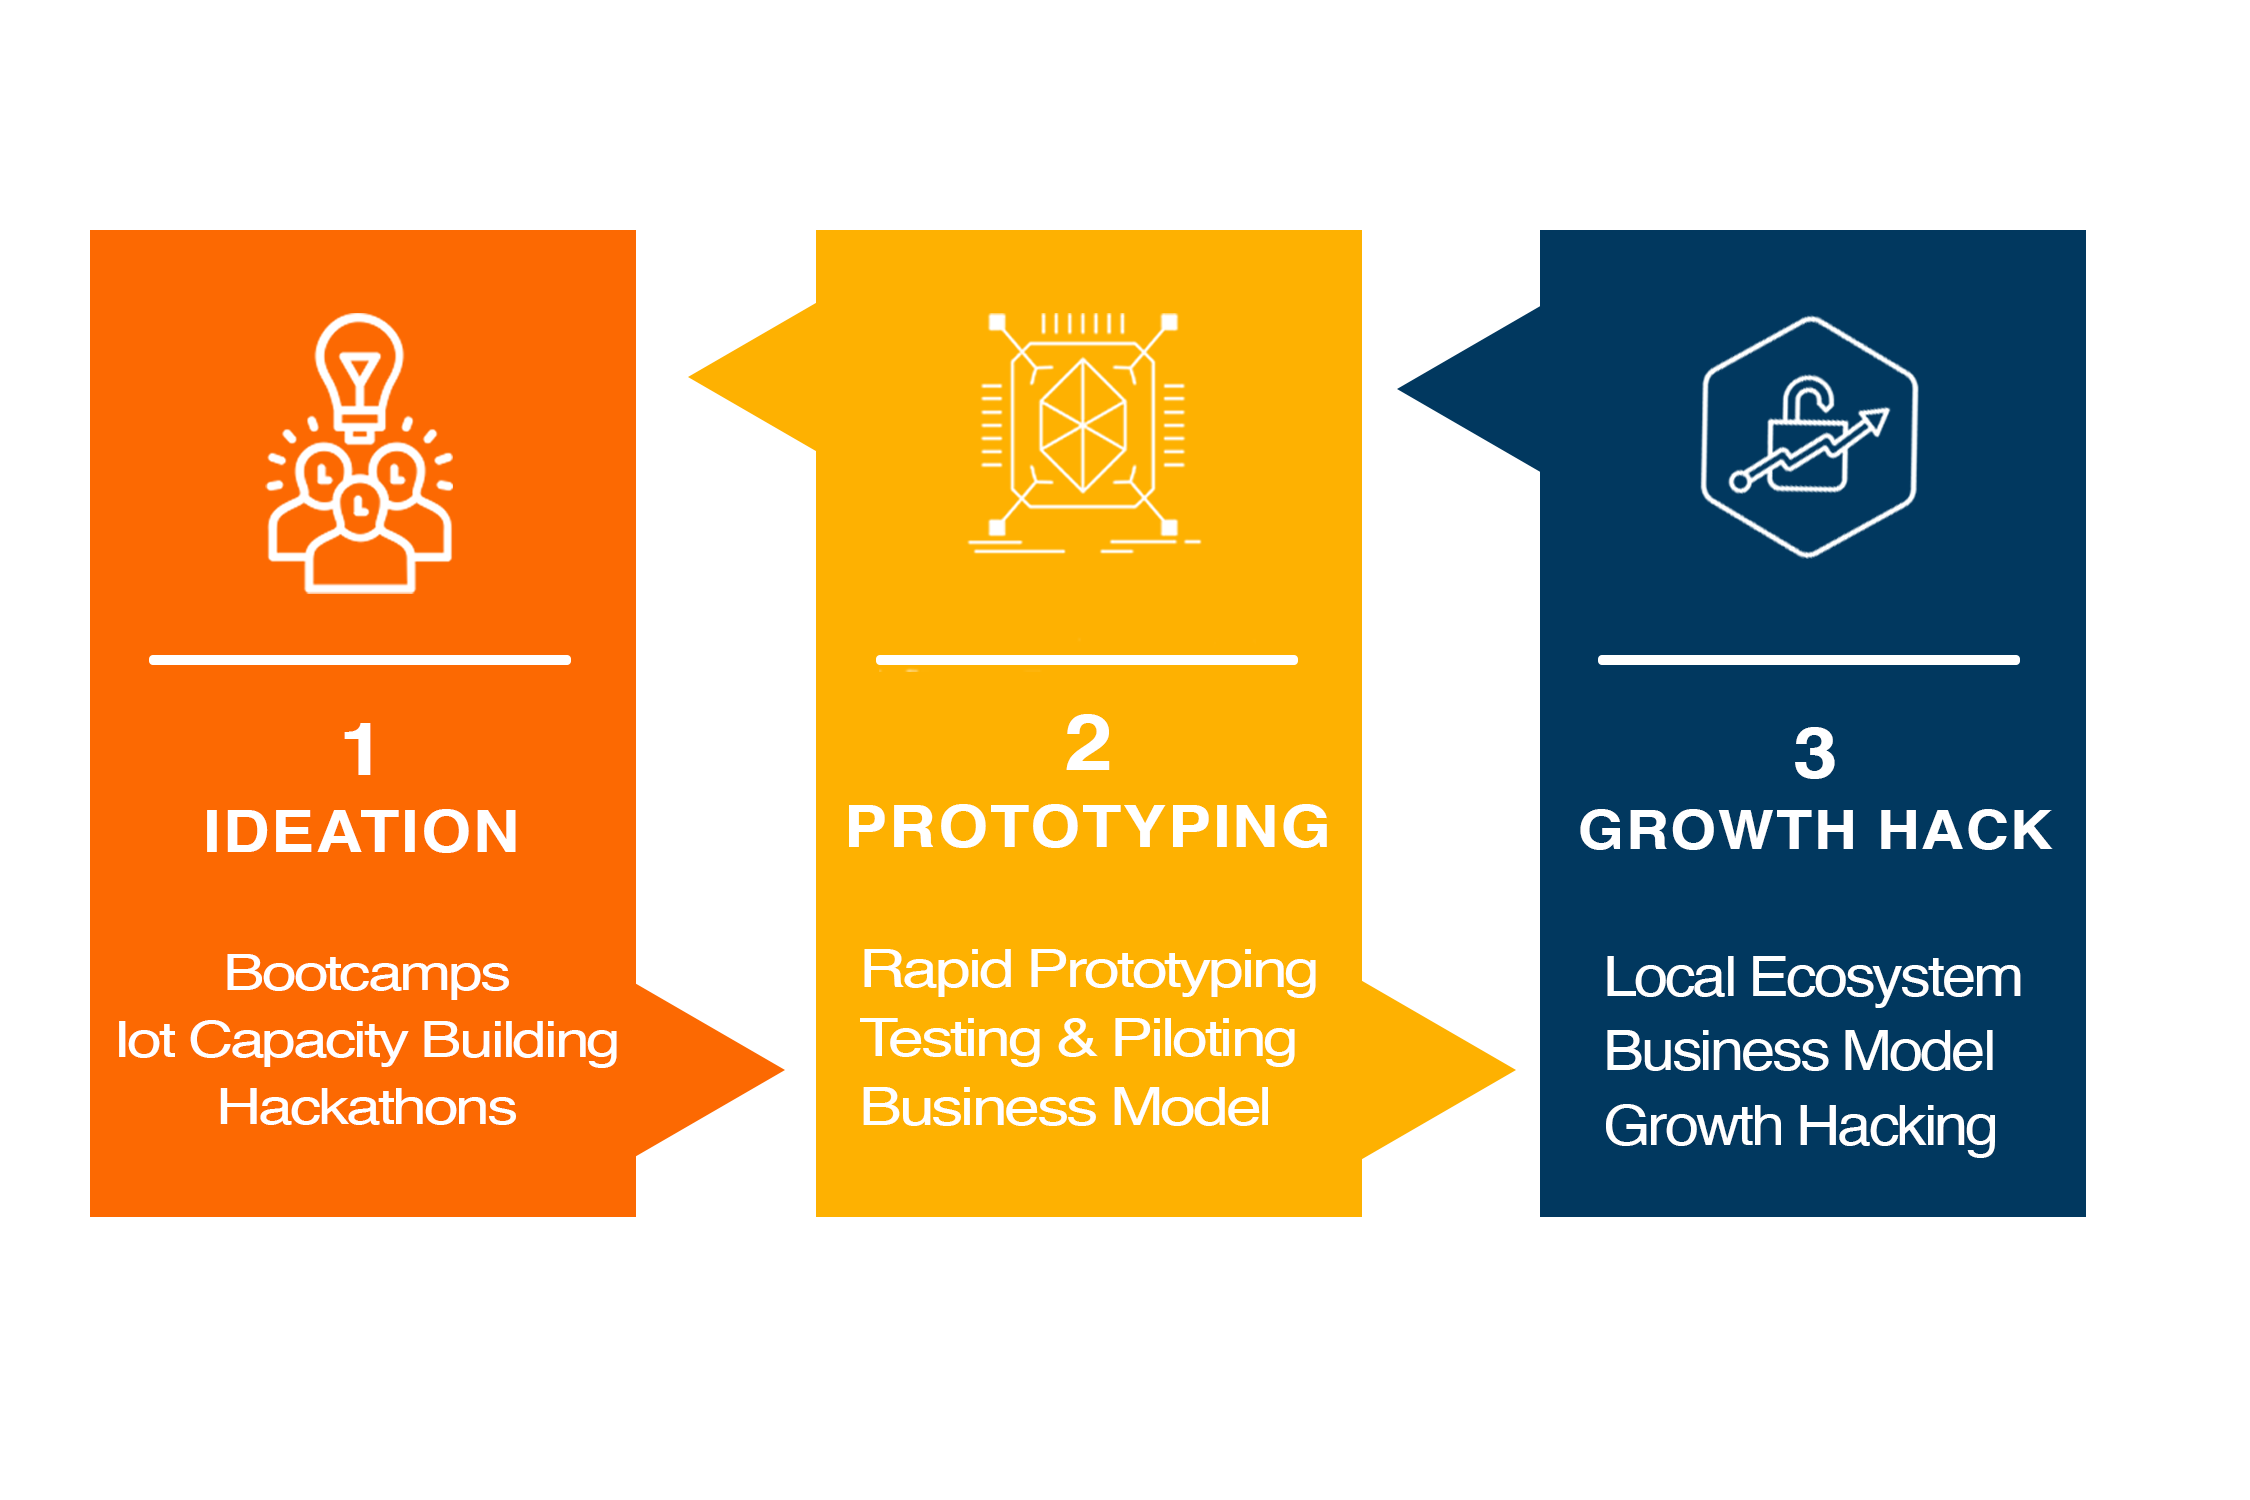 1
IDEATION
Bootcamps
Iot Capacity Building
Hackathons
2
PROTOTYPING
Rapid Prototyping
Testing & Piloting
Business Model
3
GROWTH HACK
Local Ecosystem
Business Model
Growth Hacking